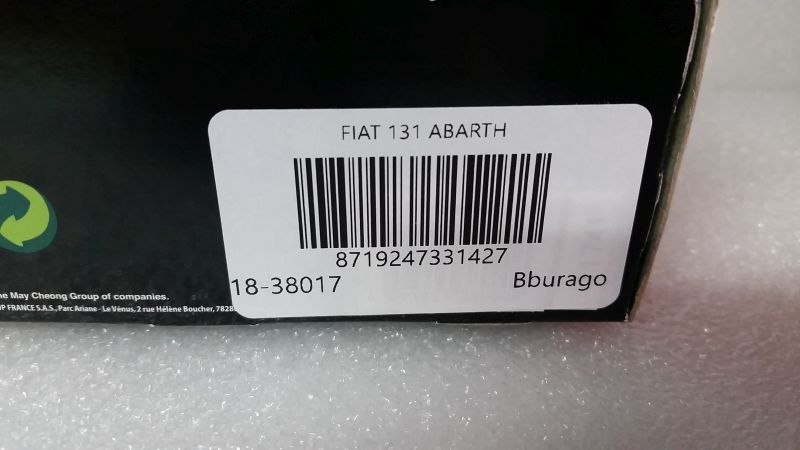 FIAT 131 ABARTH
8719247331427
18-38017
Bburago
May Cheong Group of companies.
FRANCE S.A.S., Parc Ariane - Le Vénus, 2 rue Hélène Boucher,